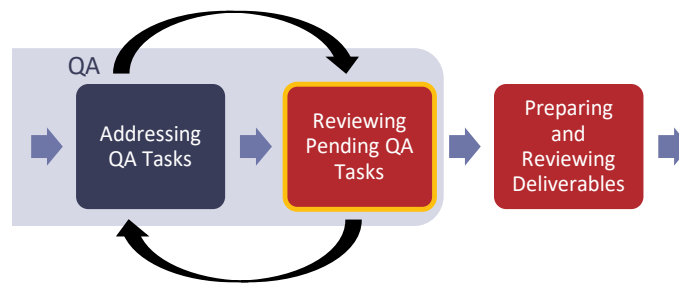 QA
Addressing
QA Tasks
Reviewing
Pending QA
Tasks
Preparing
and
Reviewing
Deliverables